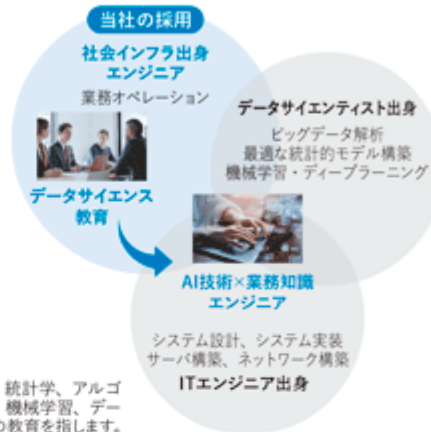 当社の採用
社会インフラ出身
エンジニア
業務オペレーション
データサイエンス
教育
データサイエンティスト出身
ビッグデータ解析
最適な統計的モデル構築
機械学習・ディープラーニング
AI技術×業務知識
エンジニア
システム設計、システム実装
サーバ構築、ネットワーク構築
ITエンジニア出身
統計学、アルゴ
機械学習、デー
の教育を指します。